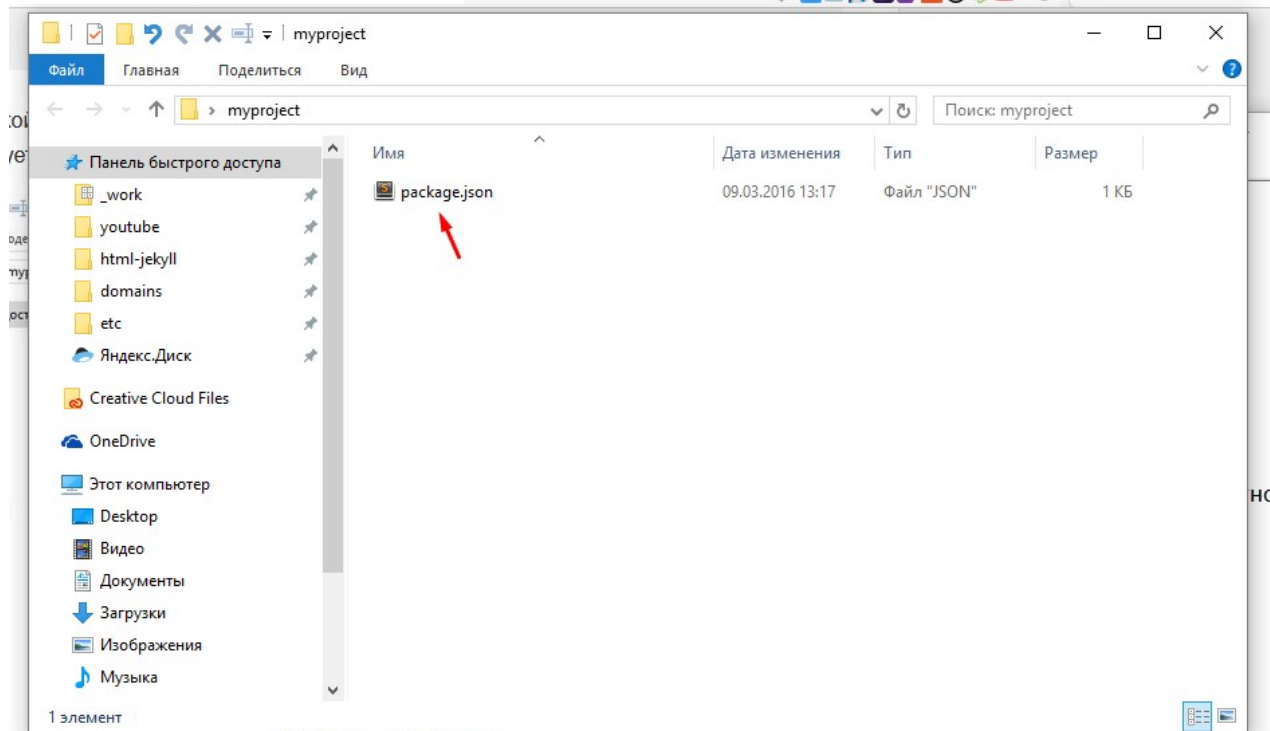 myproject
Файл Главная Поделиться Вид
myproject
Поиск: myproject
Имя Дата изменения Тип Размер
package.json 09.03.2016 13:17 Файл "JSON" 1 КБ
Панель быстрого доступа
_work
youtube
html-jekyll
domains
etc
Яндекс.Диск
Creative Cloud Files
OneDrive
Этот компьютер
Desktop
Видео
Документы
Загрузки
Изображения
Музыка
1 элемент